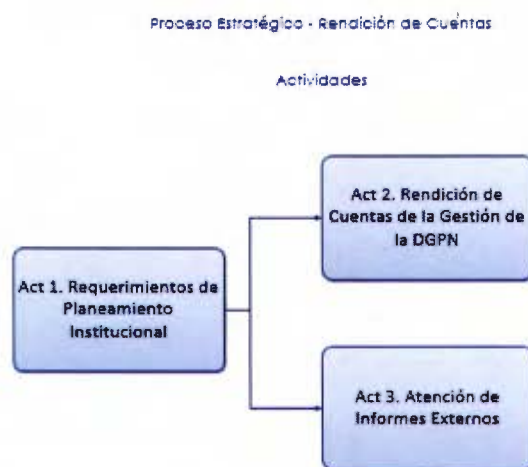 Proceso Estratégico - Rendición de Cuentas
Actividades
Act 2. Rendición de
Cuentas de la Gestión de
la DGPN
Act 1. Requerimientos de
Planeamiento
Institucional
Act 3. Atención de
Informes Externos